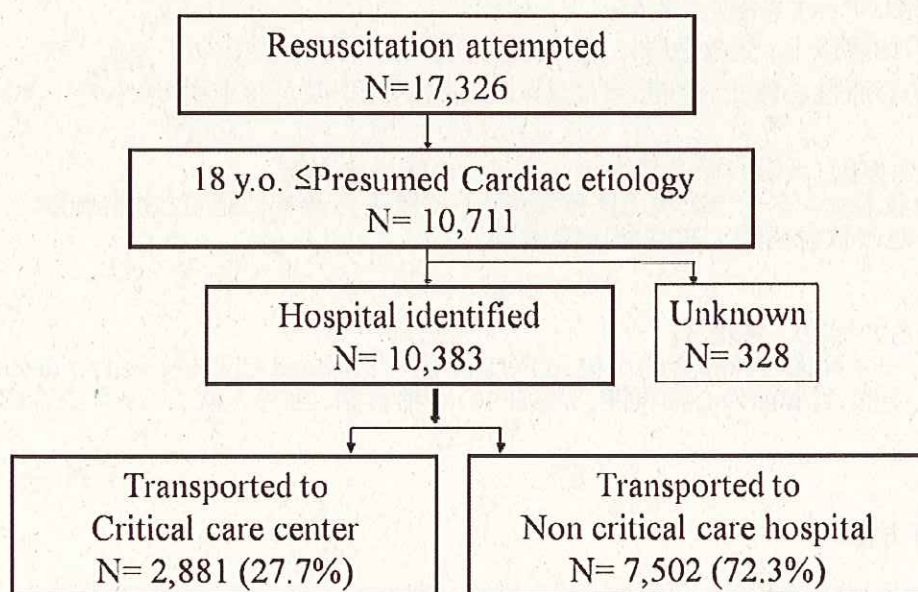 Resuscitation attempted
N=17,326
18 y.o. ≤Presumed Cardiac etiology
N= 10,711
Hospital identified
N= 10,383
Unknown
N= 328
Transported to
Critical care center
N= 2,881 (27.7%)
Transported to
Non critical care hospital
N= 7,502 (72.3%)